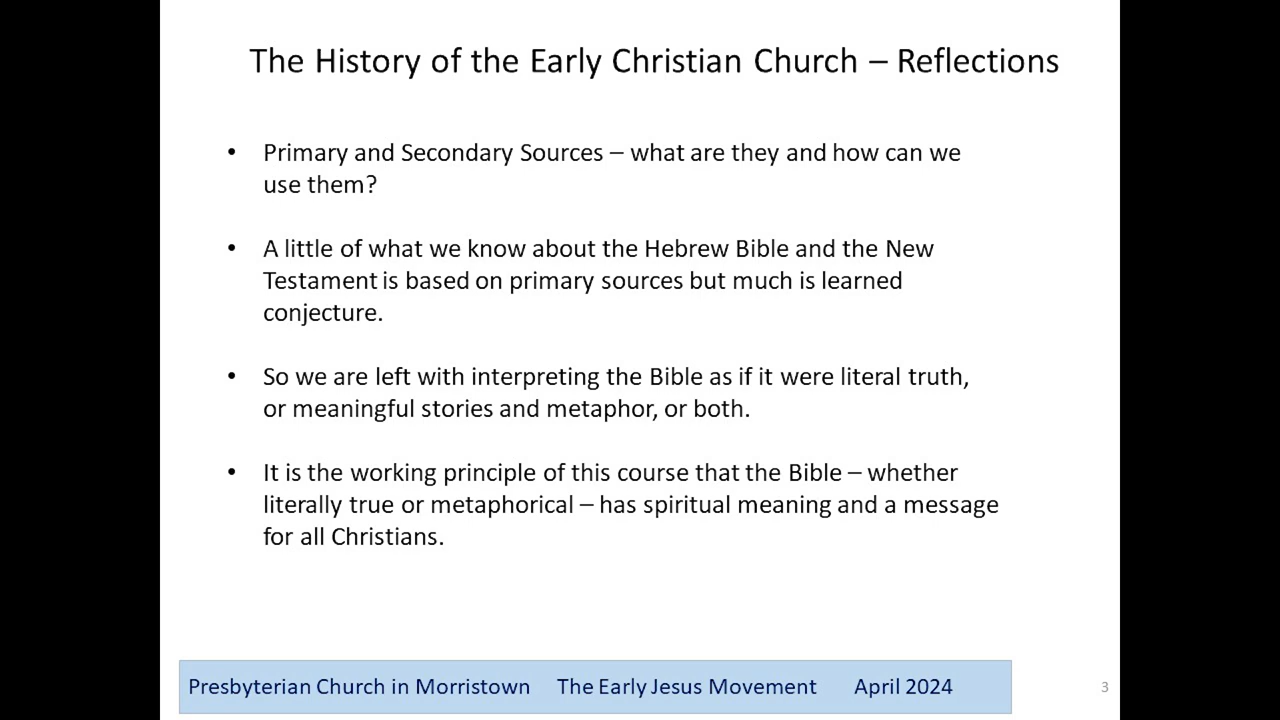 The History of the Early Christian Church – Reflections
• Primary and Secondary Sources – what are they and how can we
use them?
• A little of what we know about the Hebrew Bible and the New
Testament is based on primary sources but much is learned
conjecture.
• So we are left with interpreting the Bible as if it were literal truth,
or meaningful stories and metaphor, or both.
• It is the working principle of this course that the Bible – whether
literally true or metaphorical – has spiritual meaning and a message
for all Christians.
Presbyterian Church in Morristown The Early Jesus Movement April 2024
3